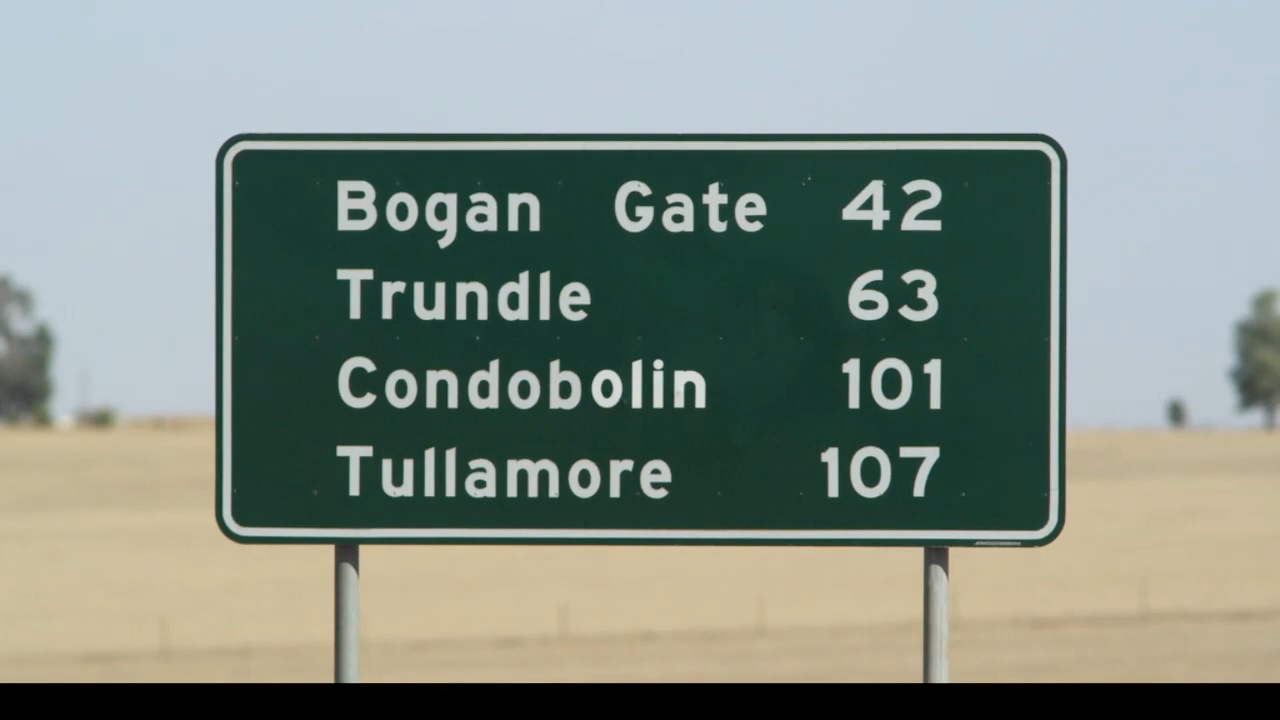 Bogan Gate 42
Trundle 63
Condobolin 101
Tullamore 107